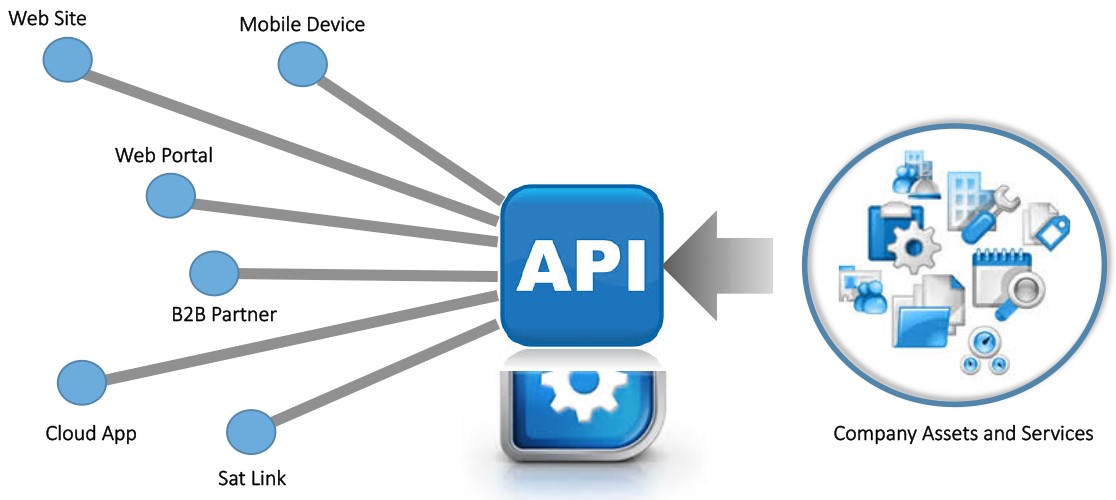 Web Site
Mobile Device
Web Portal
B2B Partner
Cloud App
Sat Link
API
Company Assets and Services